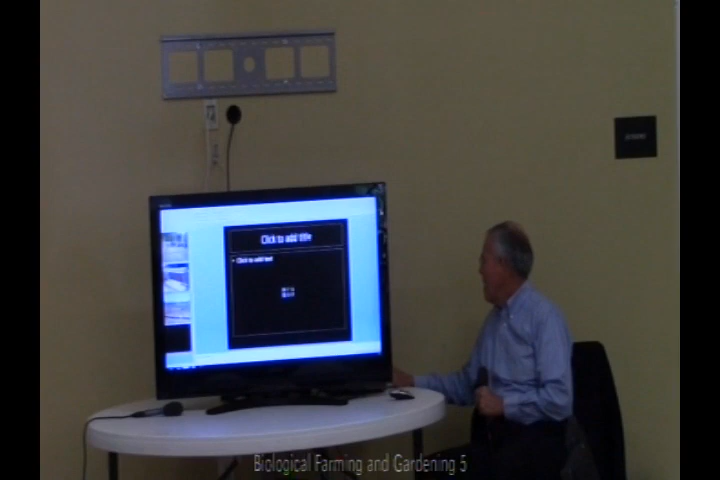 Click to add title
• Click to add text
Biological Farming and Gardening 5